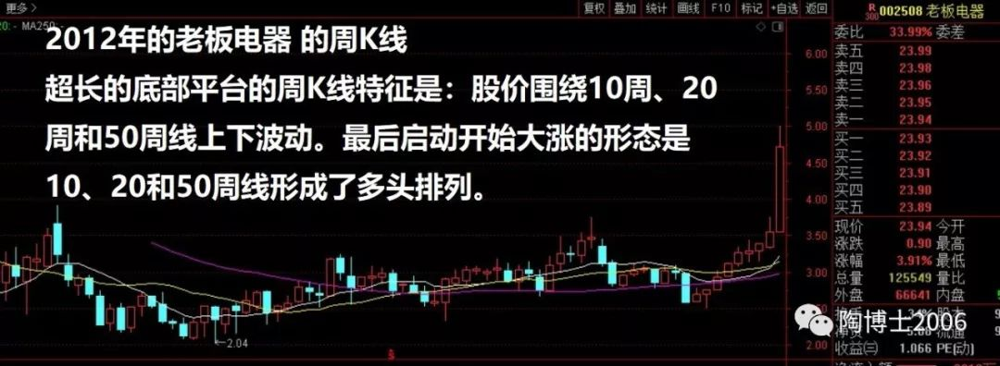 更多>
复权 叠加 统计 画线 F10 标记 +自选 返回
R 300 002508 老板电器
20: - MA250:
2012年的老板电器 的周K线
超长的底部平台的周K线特征是：股价围绕10周、20
周和50周线上下波动。最后启动开始大涨的形态是
10、20和50周线形成了多头排列。
6.00
5.50
5.00
4.50
4.00
3.50
3.00
2.50
2.00
2.04
委比 33.99% 委差
卖五 23.99
卖四 23.98
卖三 23.96
卖二 23.95
卖一 23.94
买一 23.93
买二 23.92
买三 23.91
买四 23.90
买五 23.89
现价 23.94 今开
涨跌 0.90 最高
涨幅 3.91% 最低
总量 125549 量比
外盘 66641 内盘
股本
净资 5.08 流通
收益㈢ 1.066 PE(动)
陶博士2006